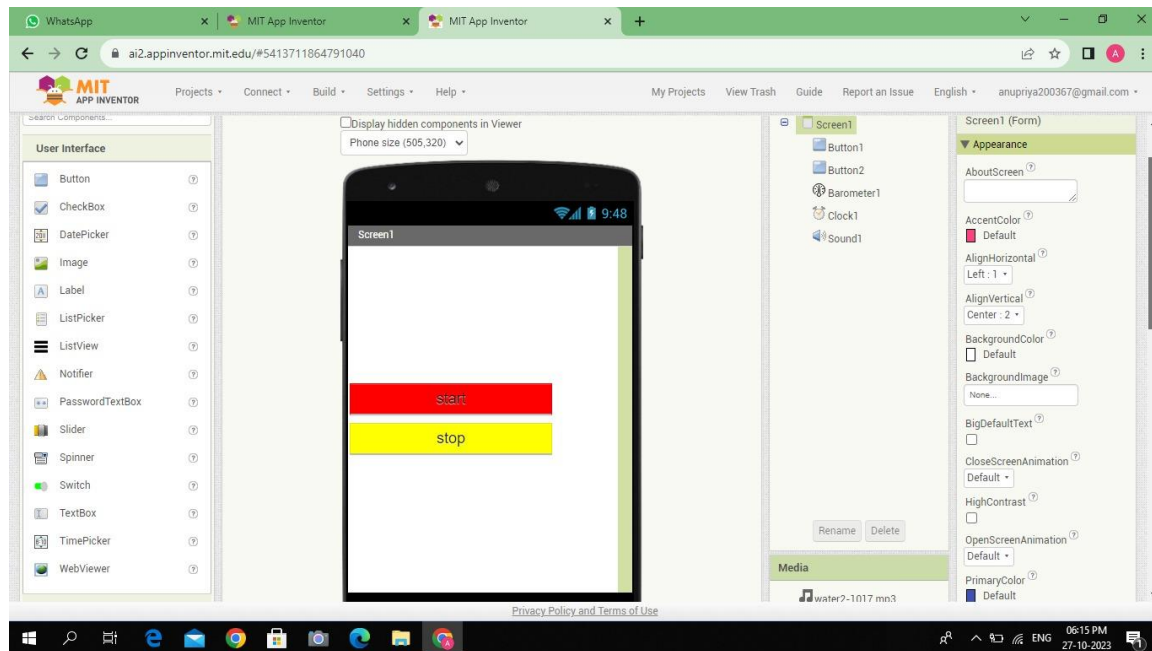 WhatsApp
MIT App Inventor
MIT App Inventor
ai2.appinventor.mit.edu/#5413711864791040
MIT
APP INVENTOR
Projects
Connect
Build
Settings
Help
My Projects
View Trash
Guide
Report an Issue
English
anupriya200367@gmail.com
Search Components...
User Interface
Button
CheckBox
DatePicker
Image
Label
ListPicker
ListView
Notifier
PasswordTextBox
Slider
Spinner
Switch
TextBox
TimePicker
WebViewer
Display hidden components in Viewer
Phone size (505,320)
9:48
Screen1
start
stop
Screen1
Button1
Button2
Barometer1
Clock1
Sound1
Rename
Delete
Media
water2-1017 mp3
Screen1 (Form)
Appearance
AboutScreen
AccentColor
Default
AlignHorizontal
Left : 1
AlignVertical
Center : 2
BackgroundColor
Default
BackgroundImage
None...
BigDefaultText
CloseScreenAnimation
Default
HighContrast
OpenScreenAnimation
Default
PrimaryColor
Default
Privacy Policy and Terms of Use
ENG
06:15 PM
27-10-2023